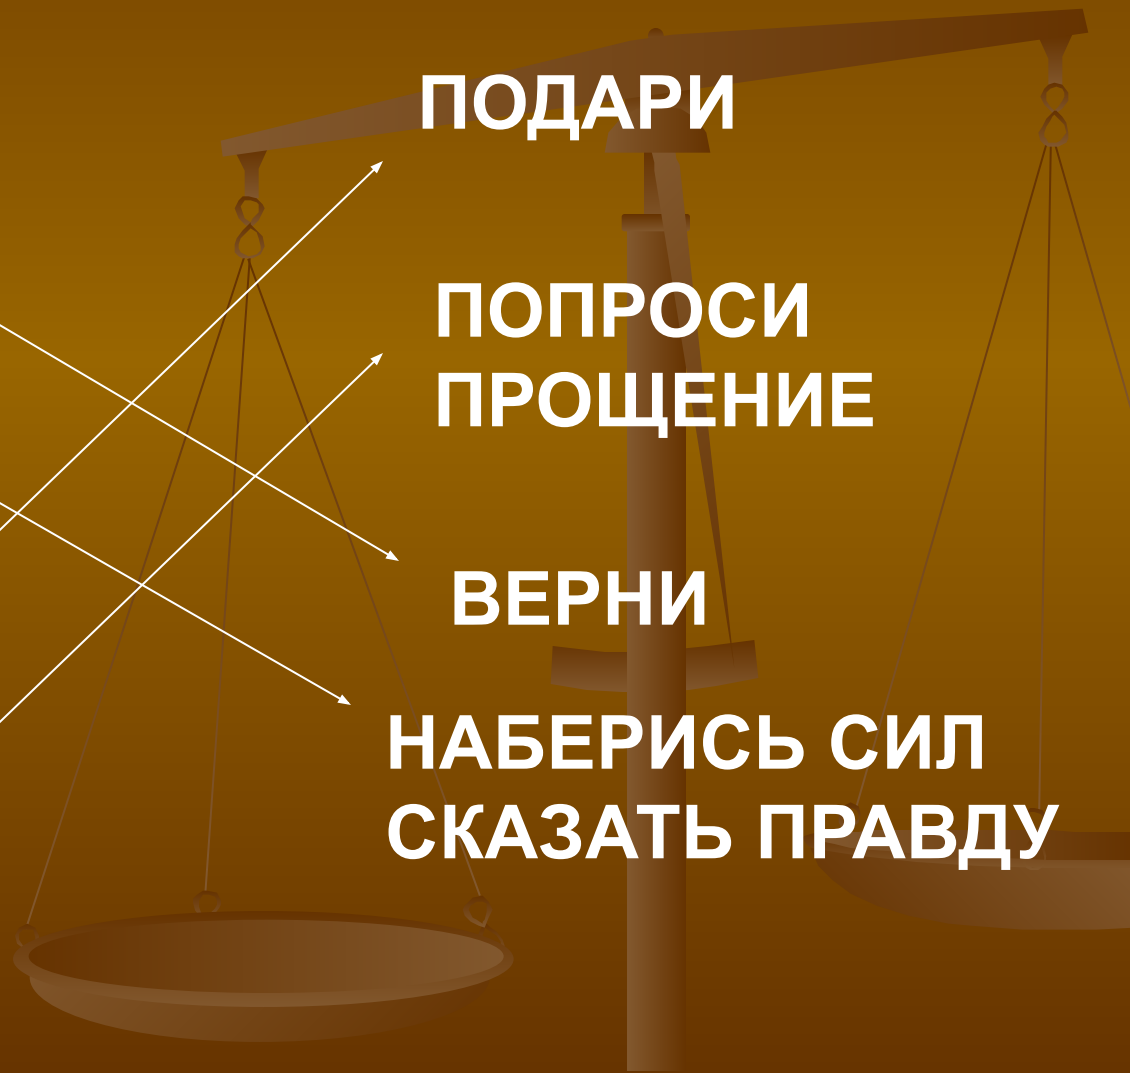 ПОДАРИ
ПОПРОСИ
ПРОЩЕНИЕ
ВЕРНИ
НАБЕРИСЬ СИЛ
СКАЗАТЬ ПРАВДУ